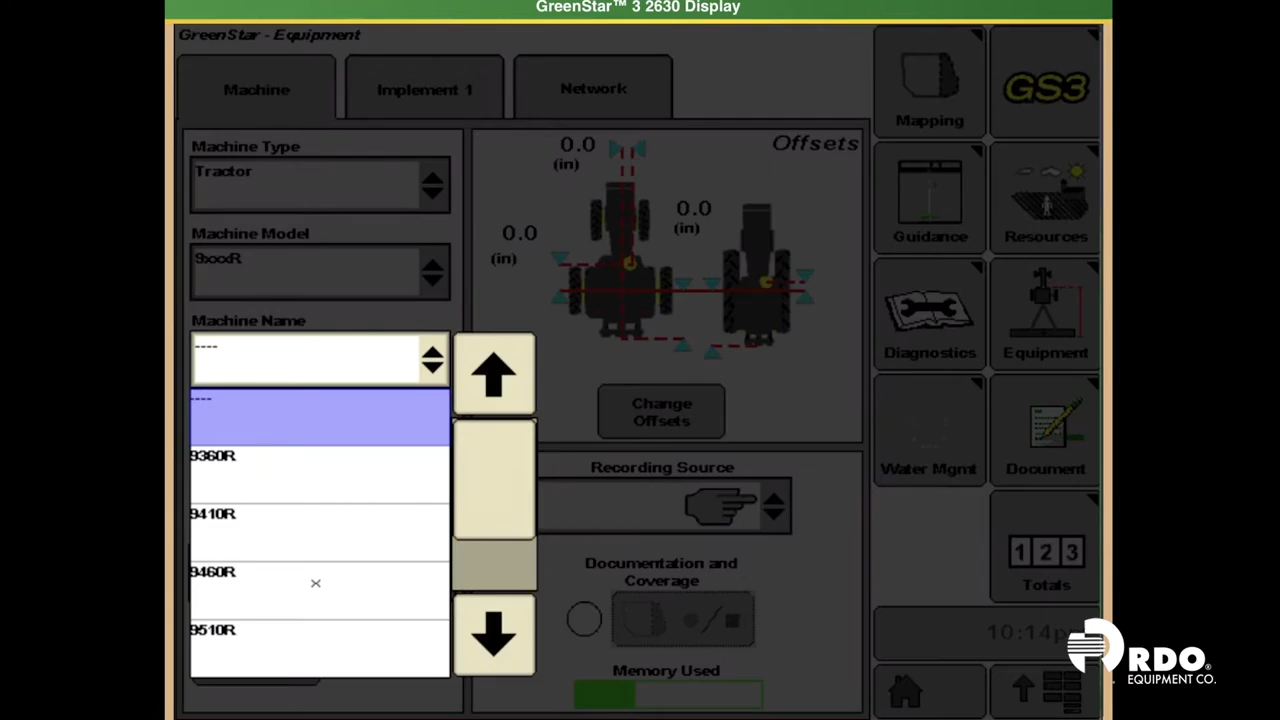 GreenStar™ 3 2630 Display
GreenStar - Equipment
Machine
Implement 1
Network
Machine Type
Tractor
Machine Model
9xxxR
Machine Name
----
----
9360R
9410R
9460R
9510R
Offsets
0.0
(in)
0.0
(in)
0.0
(in)
Change
Offsets
Recording Source
Documentation and
Coverage
Memory Used
Mapping
GS3
Guidance
Resources
Diagnostics
Equipment
Water Mgmt
Document
1 2 3
Totals
RDO®
EQUIPMENT CO.